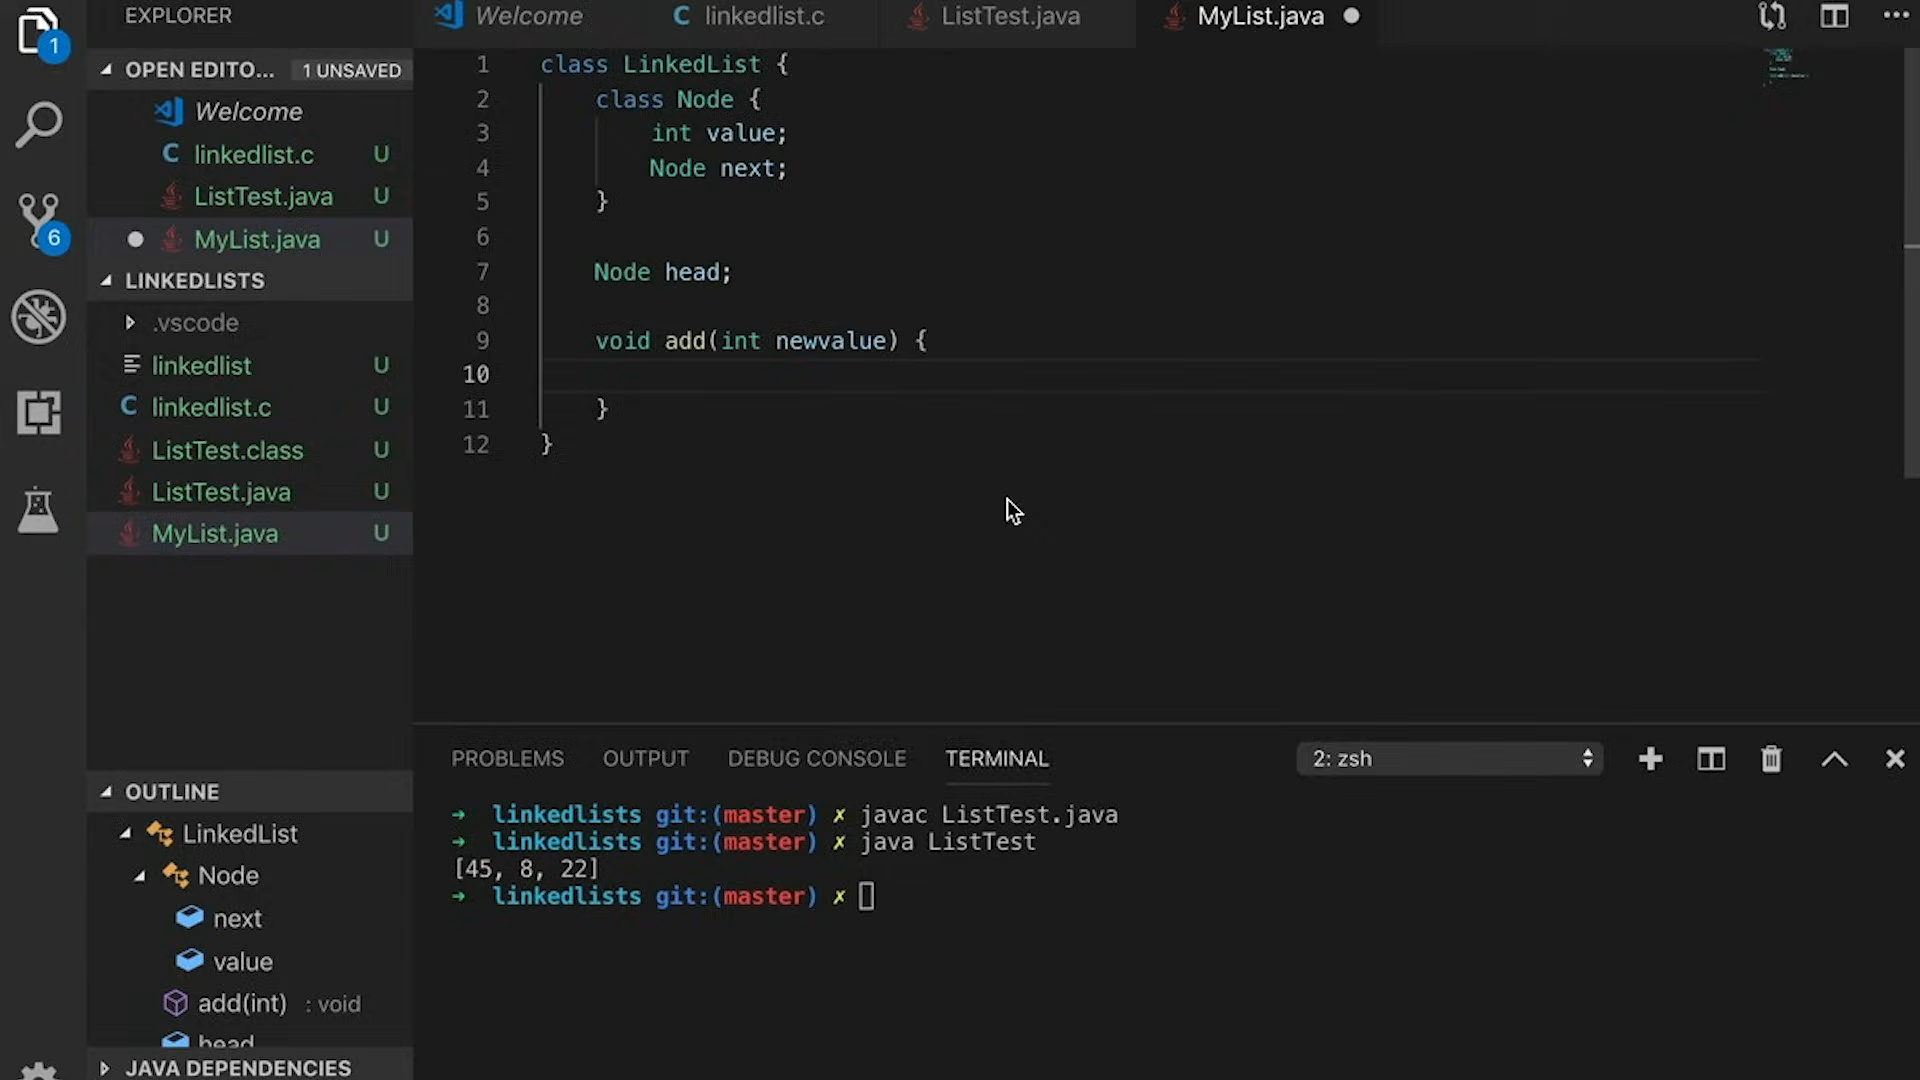 EXPLORER
OPEN EDITO... 1 UNSAVED
Welcome
linkedlist.c U
ListTest.java U
MyList.java U
LINKEDLISTS
.vscode
linkedlist U
linkedlist.c U
ListTest.class U
ListTest.java U
MyList.java U
OUTLINE
LinkedList
Node
next
value
add(int) : void
head
JAVA DEPENDENCIES
1
6
Welcome linkedlist.c ListTest.java MyList.java
1 class LinkedList {
2 class Node {
3 int value;
4 Node next;
5 }
6
7 Node head;
8
9 void add(int newvalue) {
10
11 }
12 }
PROBLEMS OUTPUT DEBUG CONSOLE TERMINAL 2: zsh
➜ linkedlists git:(master) ✗ javac ListTest.java
➜ linkedlists git:(master) ✗ java ListTest
[45, 8, 22]
➜ linkedlists git:(master) ✗